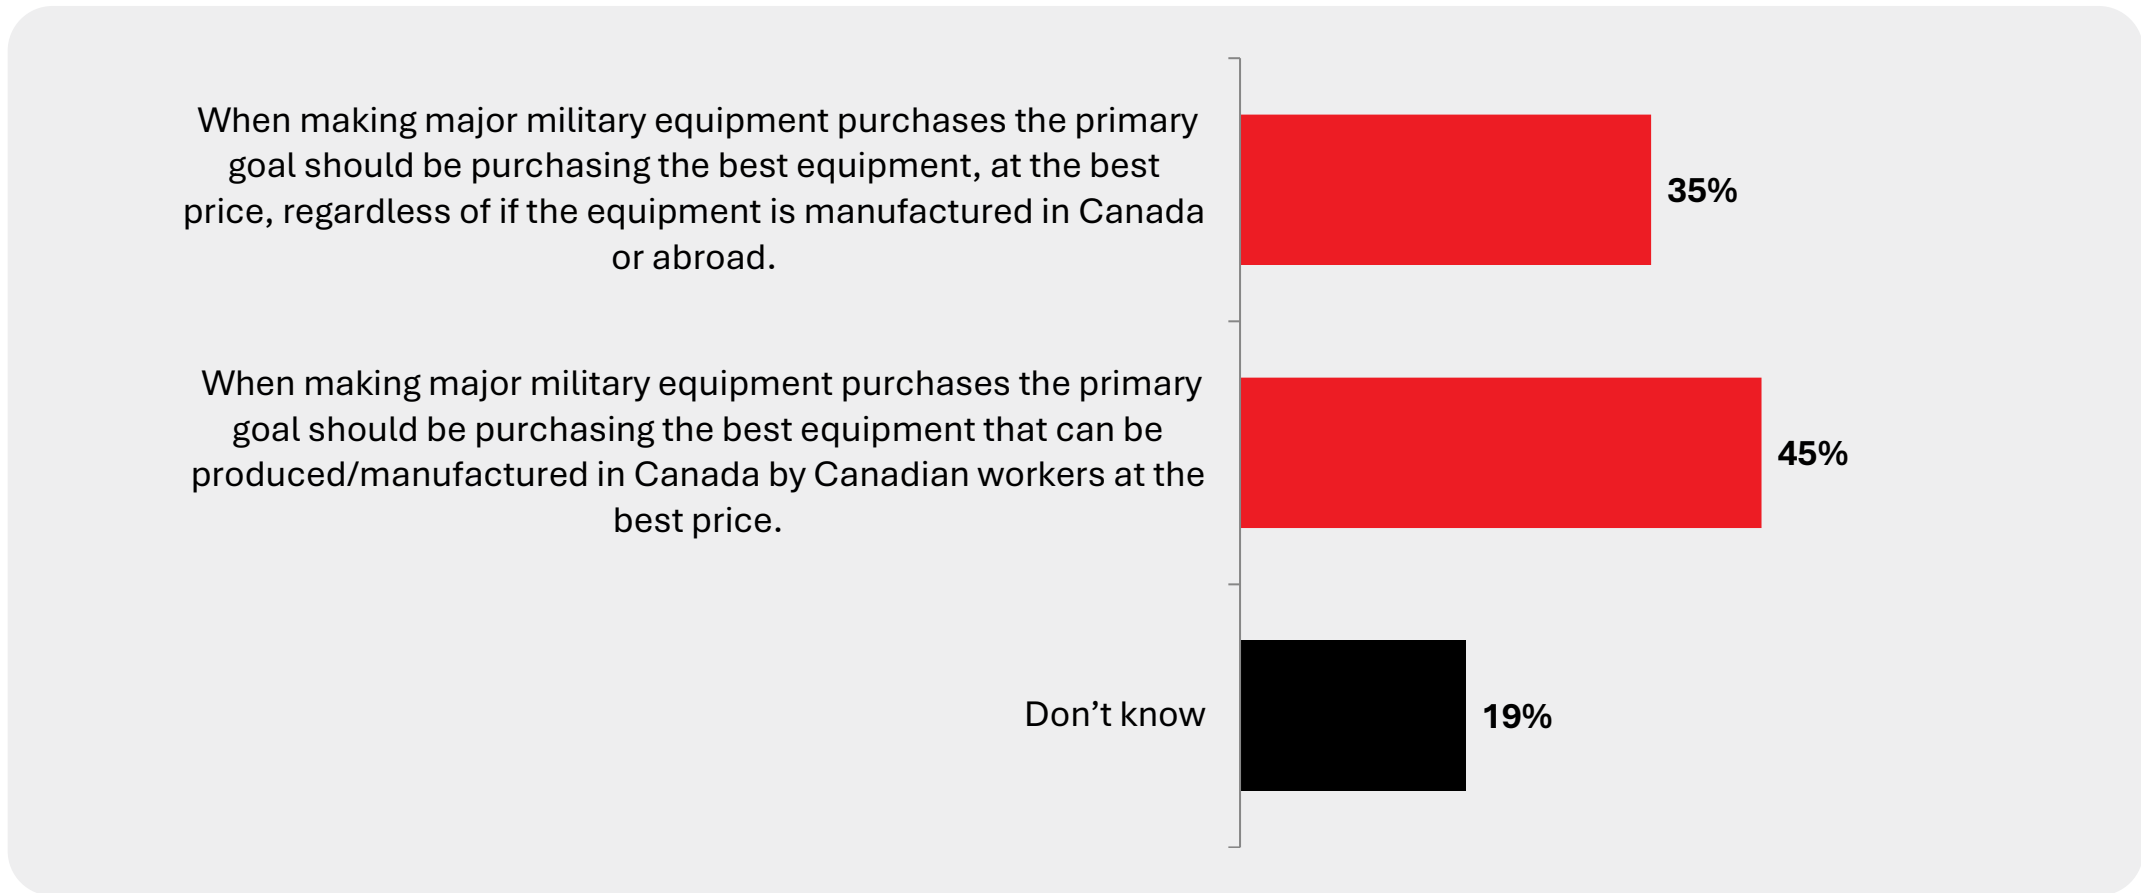 When making major military equipment purchases the primary
goal should be purchasing the best equipment, at the best
price, regardless of if the equipment is manufactured in Canada
or abroad.
35%
When making major military equipment purchases the primary
goal should be purchasing the best equipment that can be
produced/manufactured in Canada by Canadian workers at the
best price.
45%
Don’t know
19%